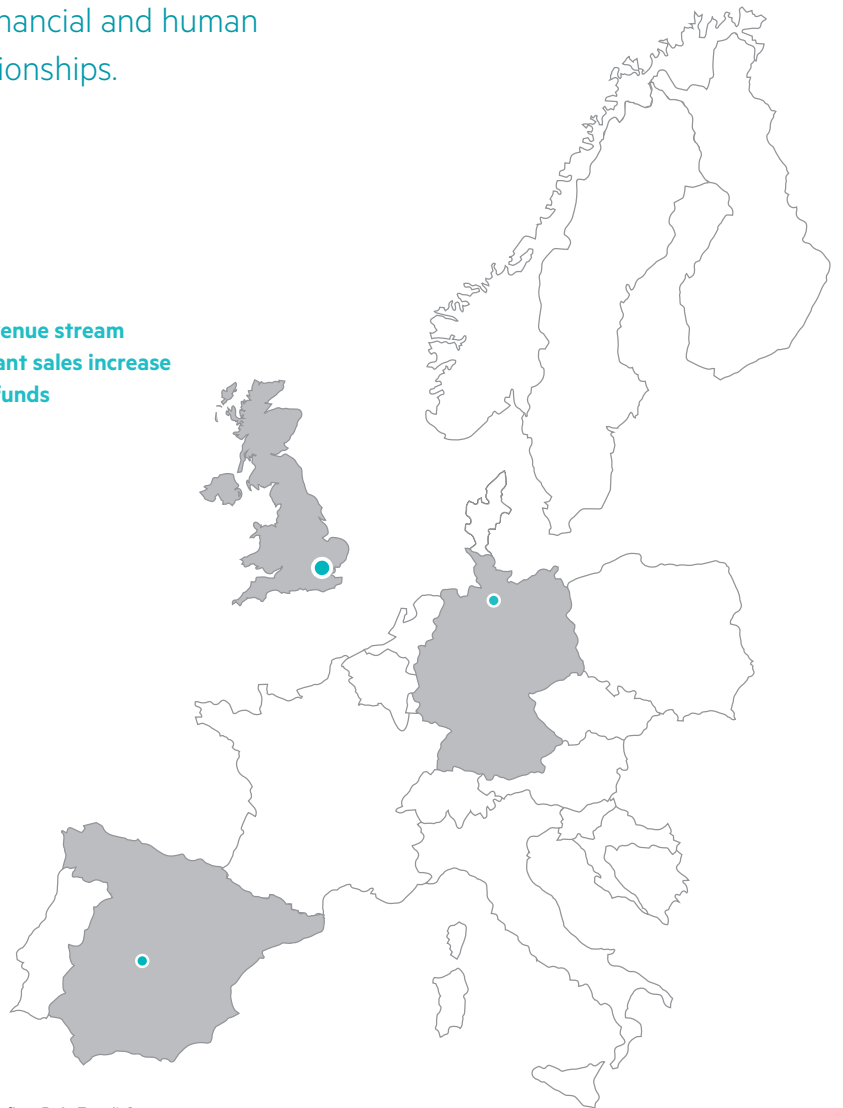 nancial and human
ionships.
enue stream
ant sales increase
funds